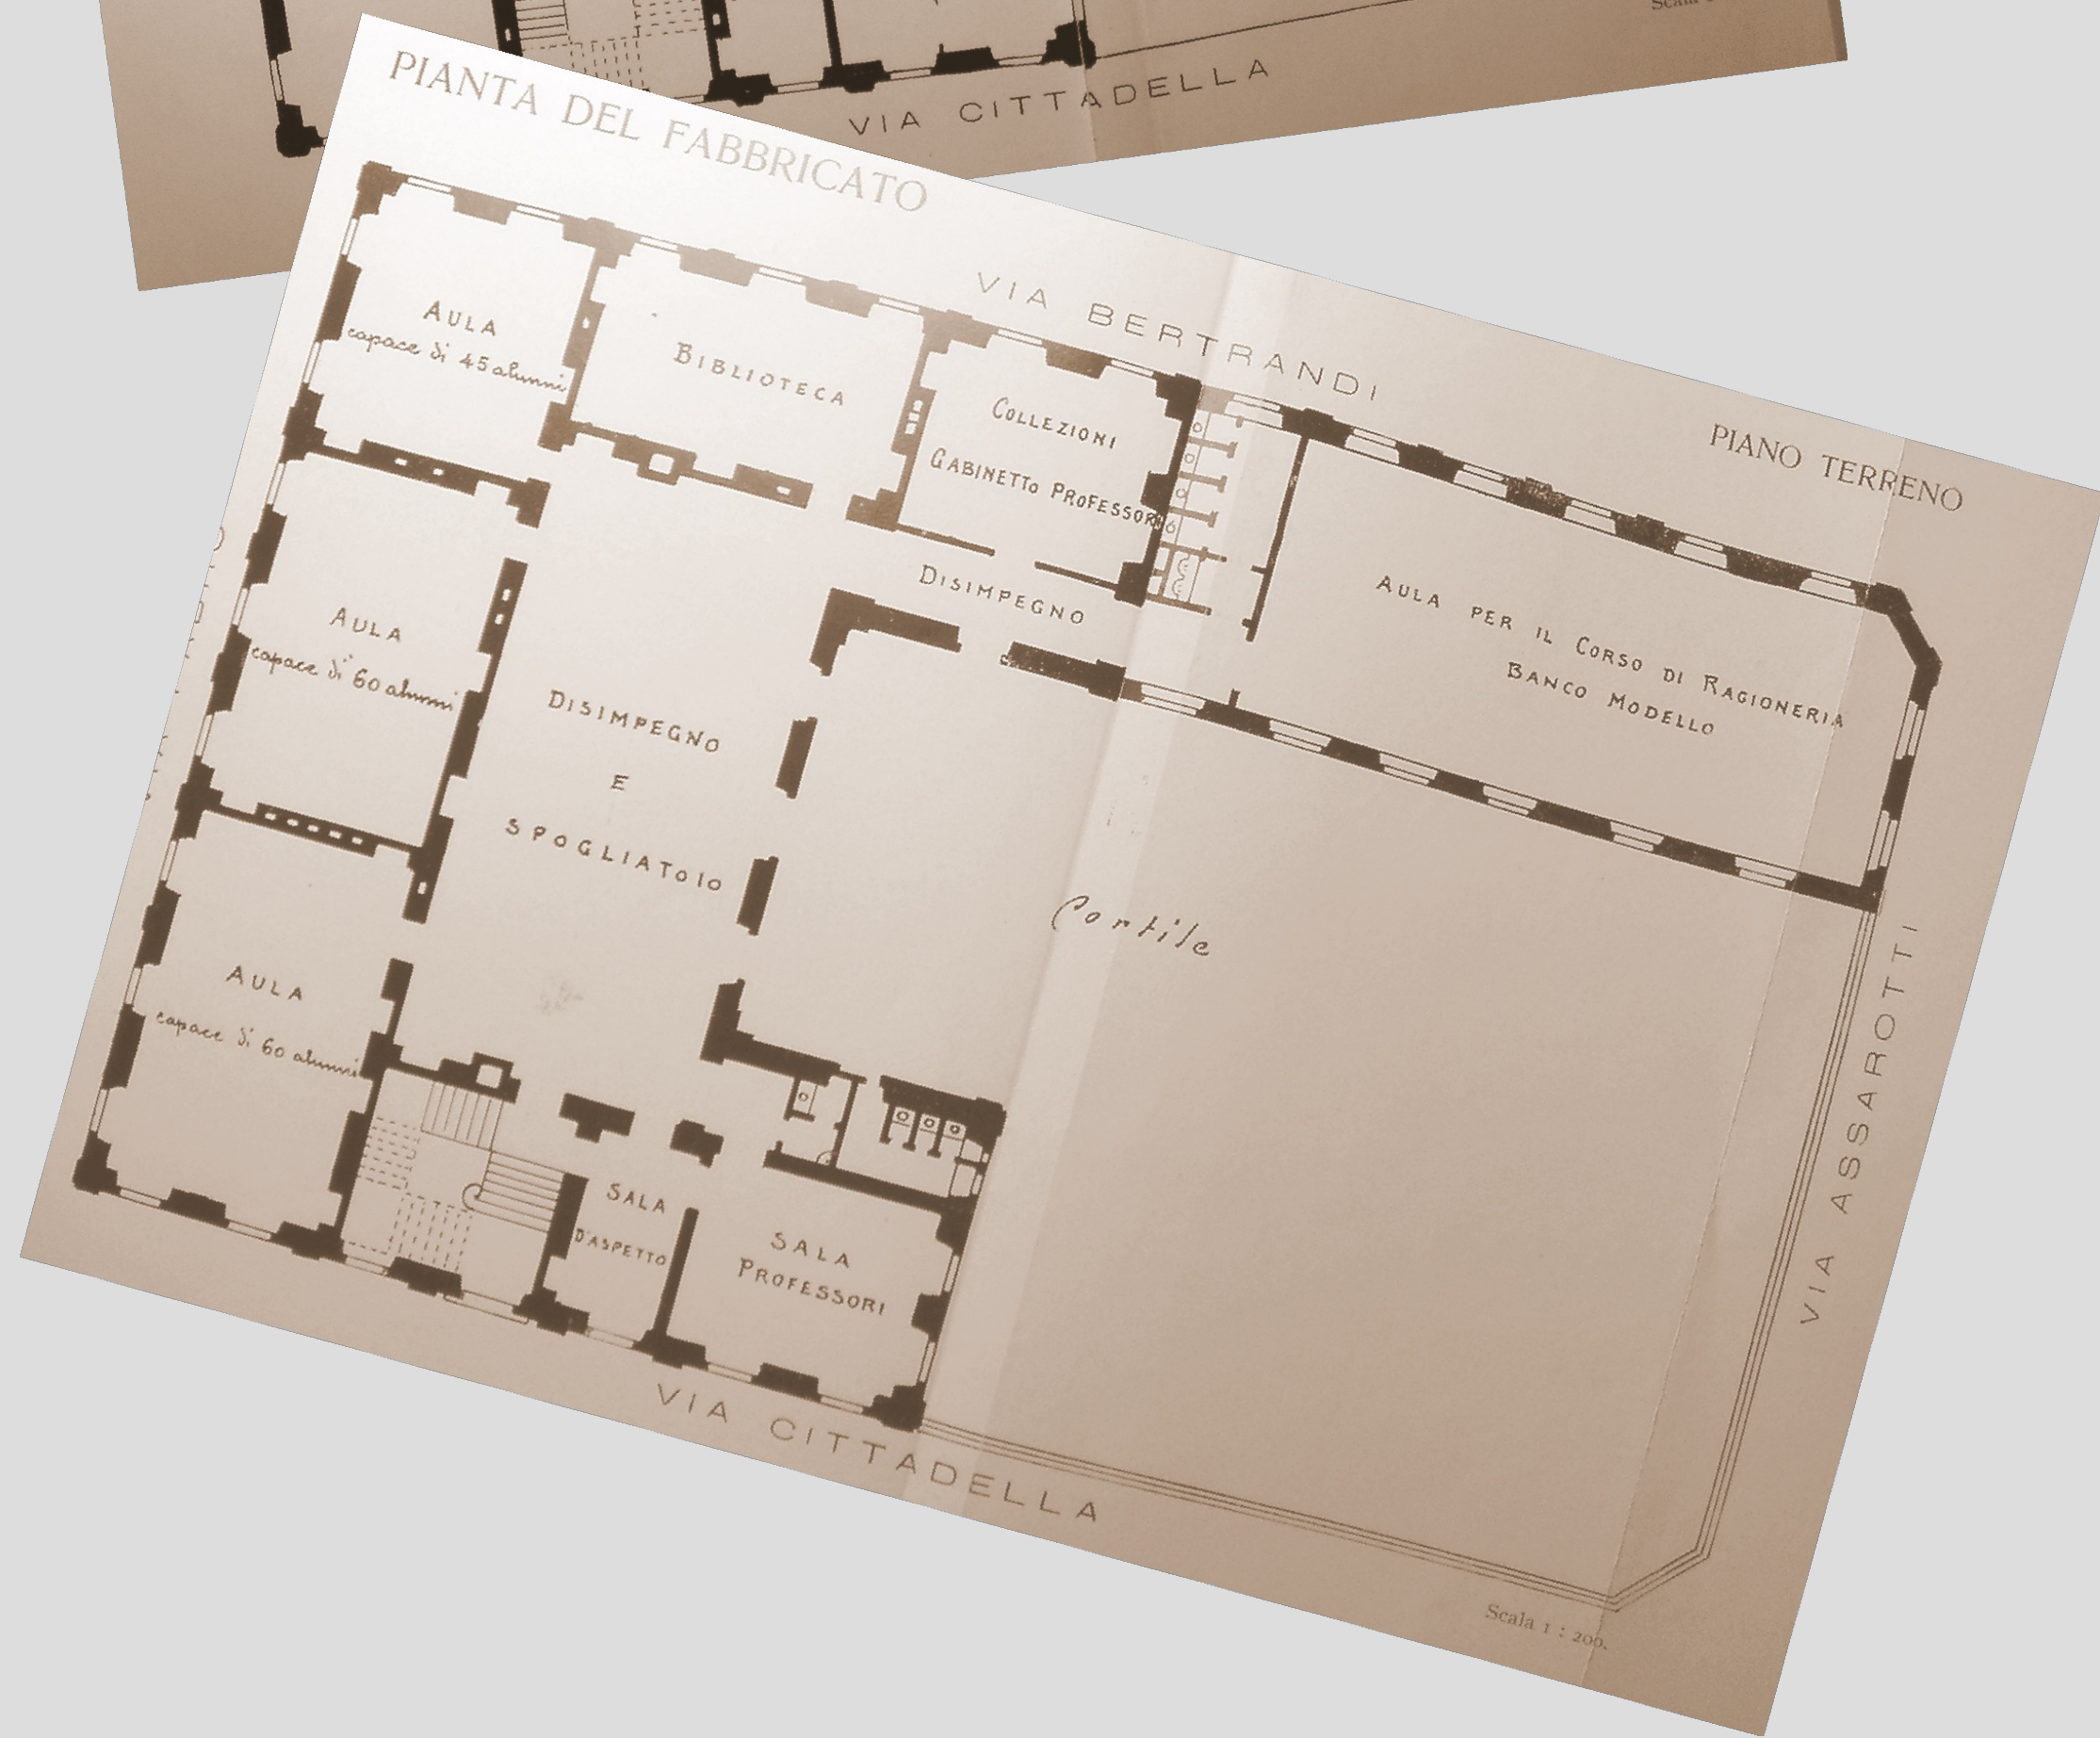 Scala
VIA CITTADELLA
PIANTA DEL FABBRICATO
VIA BERTRANDI
PIANO TERRENO
AULA
capace di 45 alunni
BIBLIOTECA
COLLEZIONI
GABINETTO PROFESSORI
DISIMPEGNO
AULA PER IL CORSO DI RAGIONERIA
BANCO MODELLO
AULA
capace di 60 alunni
DISIMPEGNO
E
SPOGLIATOIO
Cortile
AULA
capace di 60 alunni
VIA ASSAROTTI
SALA
D'ASPETTO
SALA
PROFESSORI
VIA CITTADELLA
Scala 1 : 200.